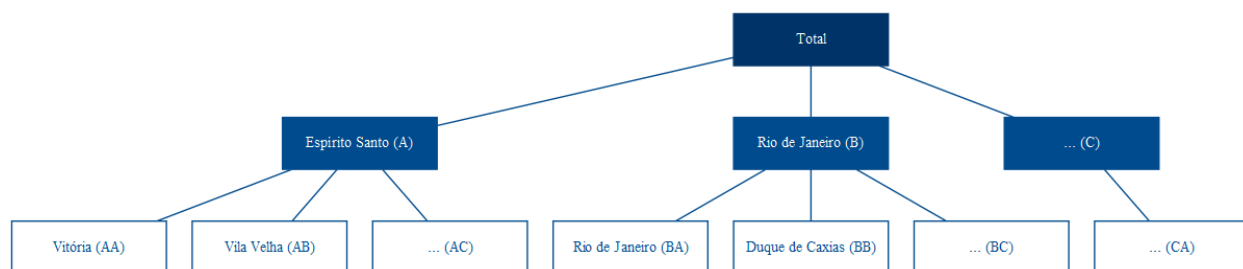 Total
Espírito Santo (A)
Rio de Janeiro (B)
... (C)
Vitória (AA)
Vila Velha (AB)
... (AC)
Rio de Janeiro (BA)
Duque de Caxias (BB)
... (BC)
... (CA)